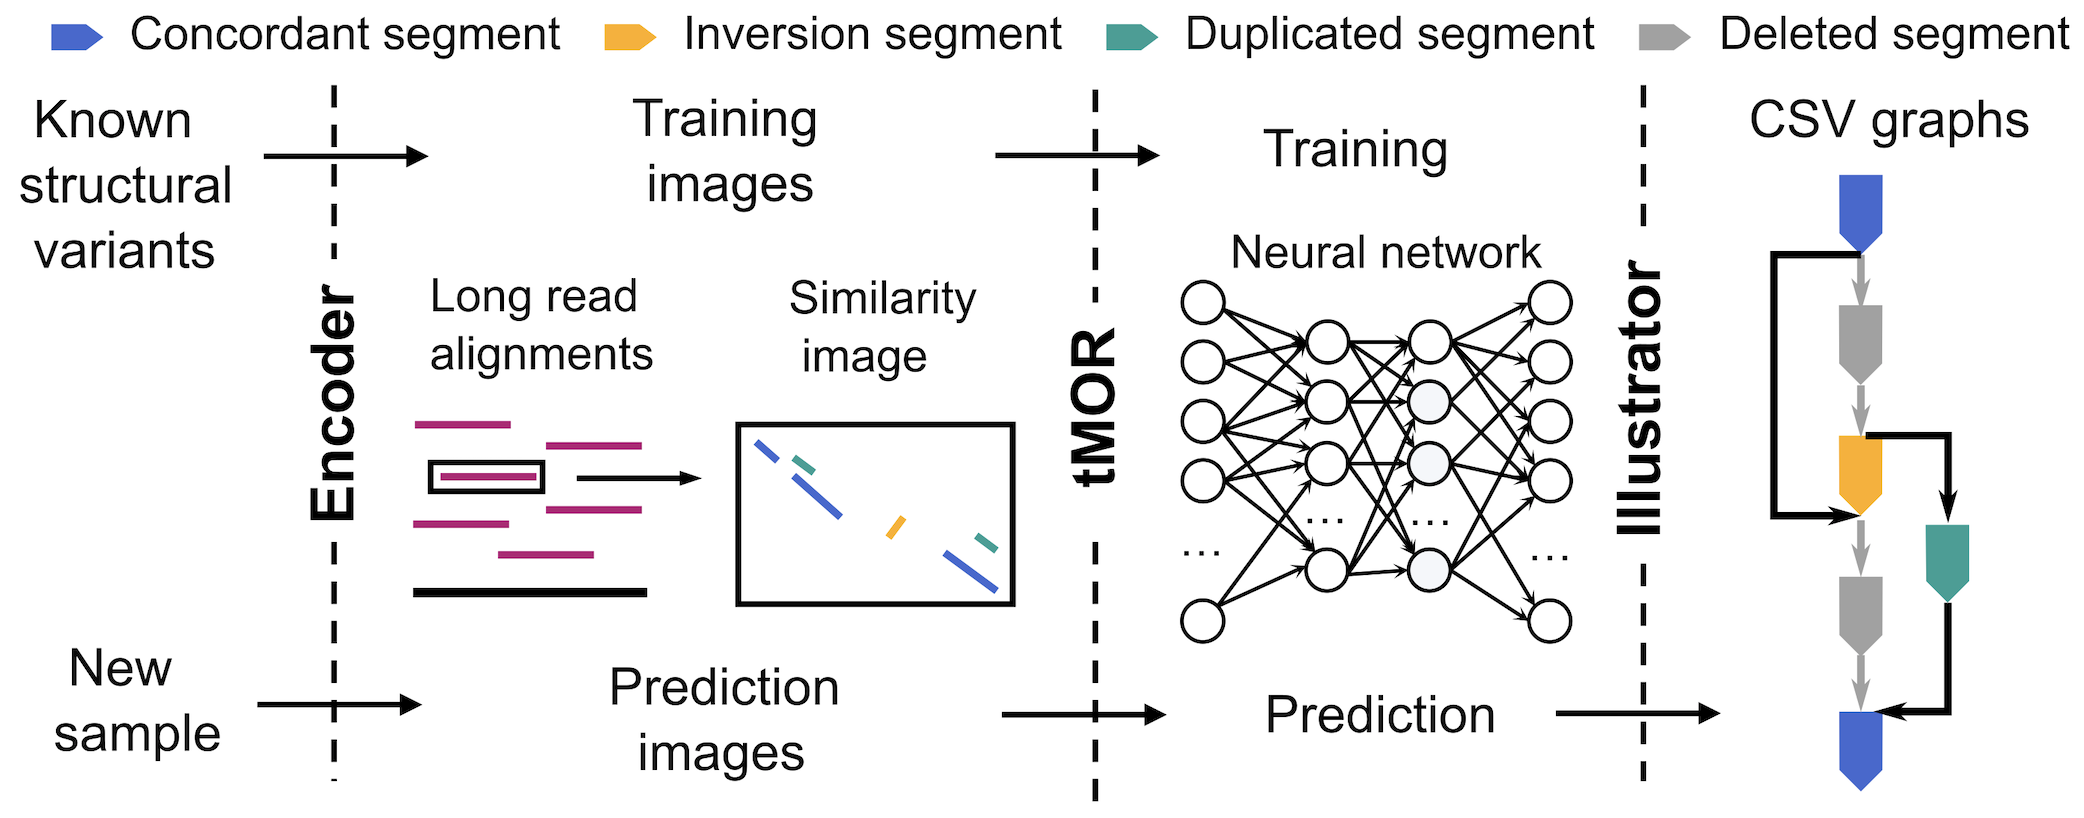 Concordant segment
Inversion segment
Duplicated segment
Deleted segment
Known
structural
variants
Training
images
Training
CSV graphs
Encoder
Long read
alignments
Similarity
image
tMOR
Neural network
...
...
...
...
Illustrator
New
sample
Prediction
images
Prediction